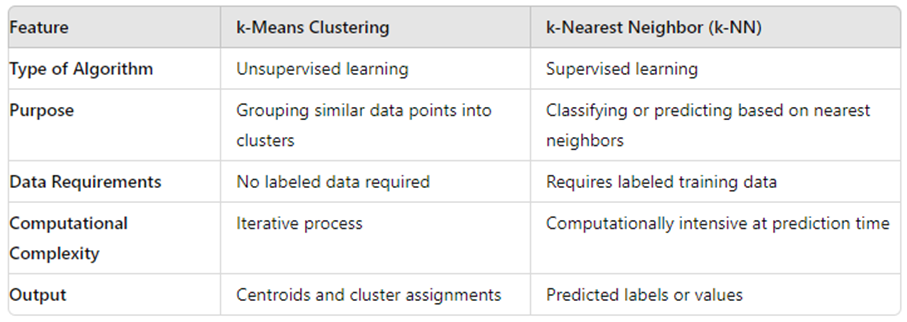 Feature k-Means Clustering k-Nearest Neighbor (k-NN)
Type of Algorithm Unsupervised learning Supervised learning
Purpose Grouping similar data points into Classifying or predicting based on nearest
clusters neighbors
Data Requirements No labeled data required Requires labeled training data
Computational Iterative process Computationally intensive at prediction time
Complexity
Output Centroids and cluster assignments Predicted labels or values